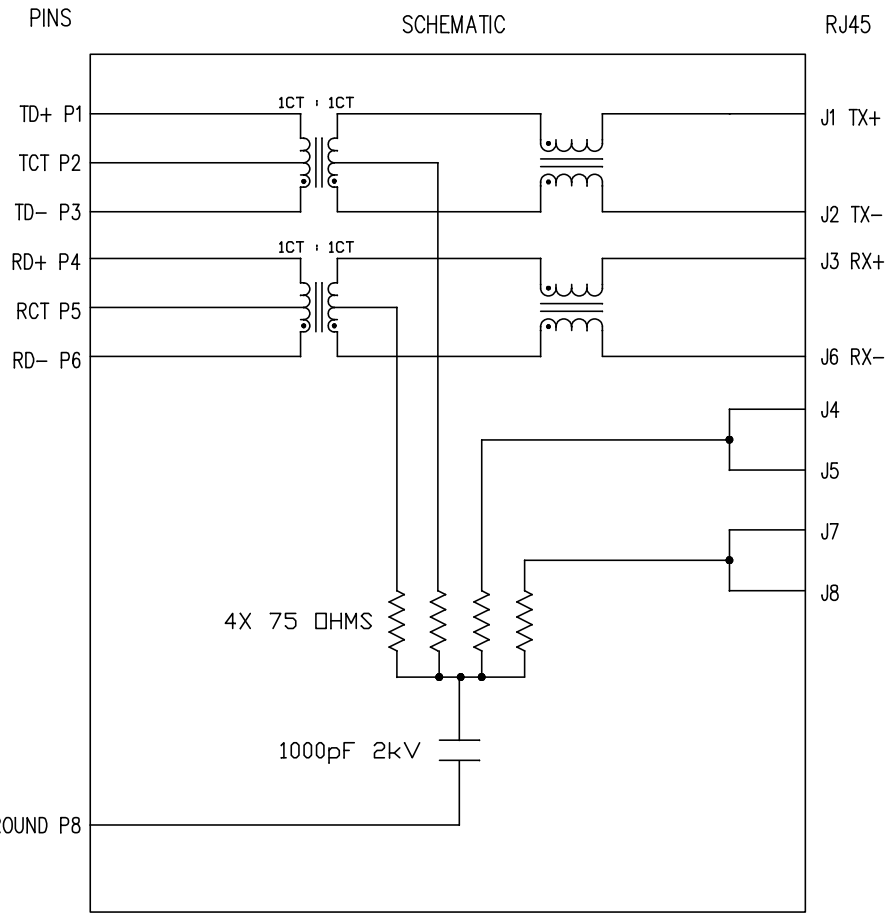 PINS SCHEMATIC RJ45
1CT : 1CT
TD+ P1 J1 TX+
TCT P2
TD- P3 J2 TX-
1CT : 1CT
RD+ P4 J3 RX+
RCT P5
RD- P6 J6 RX-
J4
J5
J7
J8
4X 75 OHMS
1000pF 2kV
ROUND P8